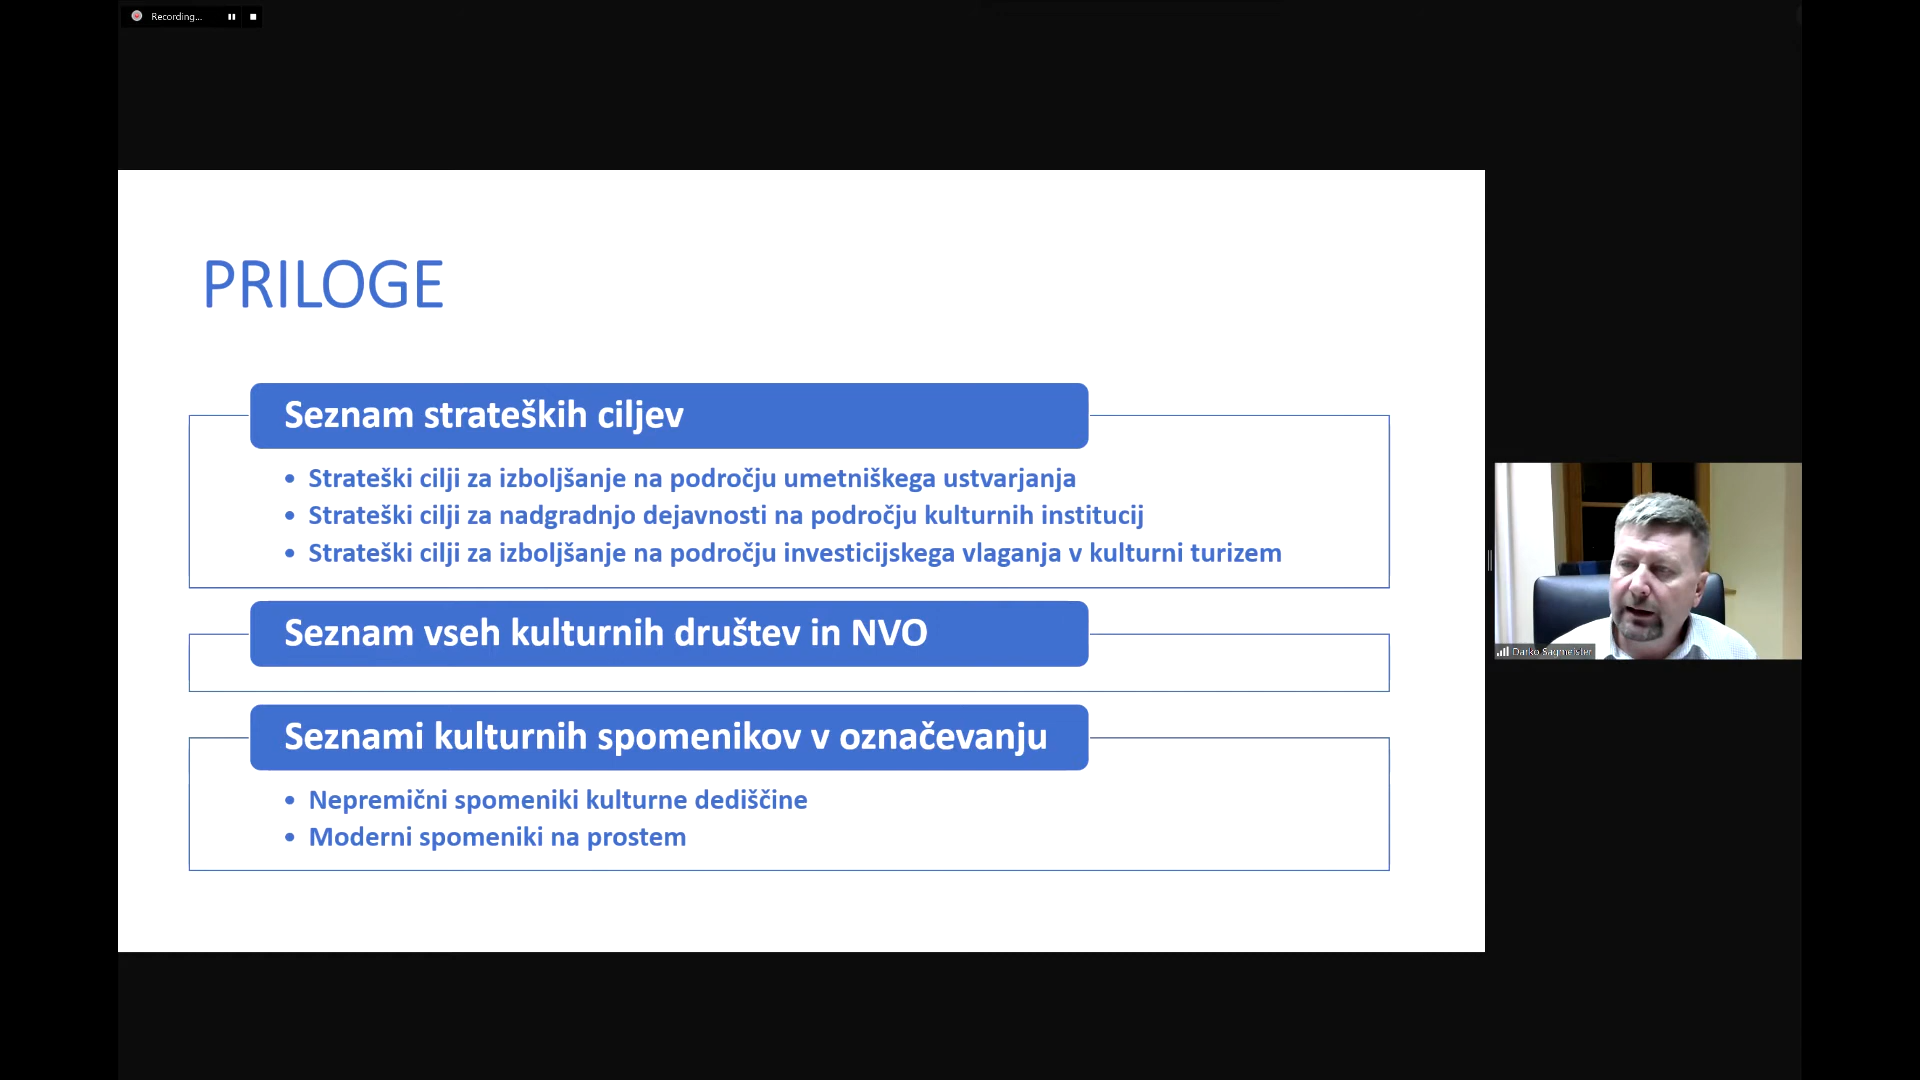 Recording...
PRILOGE
Seznam strateških ciljev
• Strateški cilji za izboljšanje na področju umetniškega ustvarjanja
• Strateški cilji za nadgradnjo dejavnosti na področju kulturnih institucij
• Strateški cilji za izboljšanje na področju investicijskega vlaganja v kulturni turizem
Seznam vseh kulturnih društev in NVO
Seznami kulturnih spomenikov v označevanju
• Nepremični spomeniki kulturne dediščine
• Moderni spomeniki na prostem
Darko Sagmeister